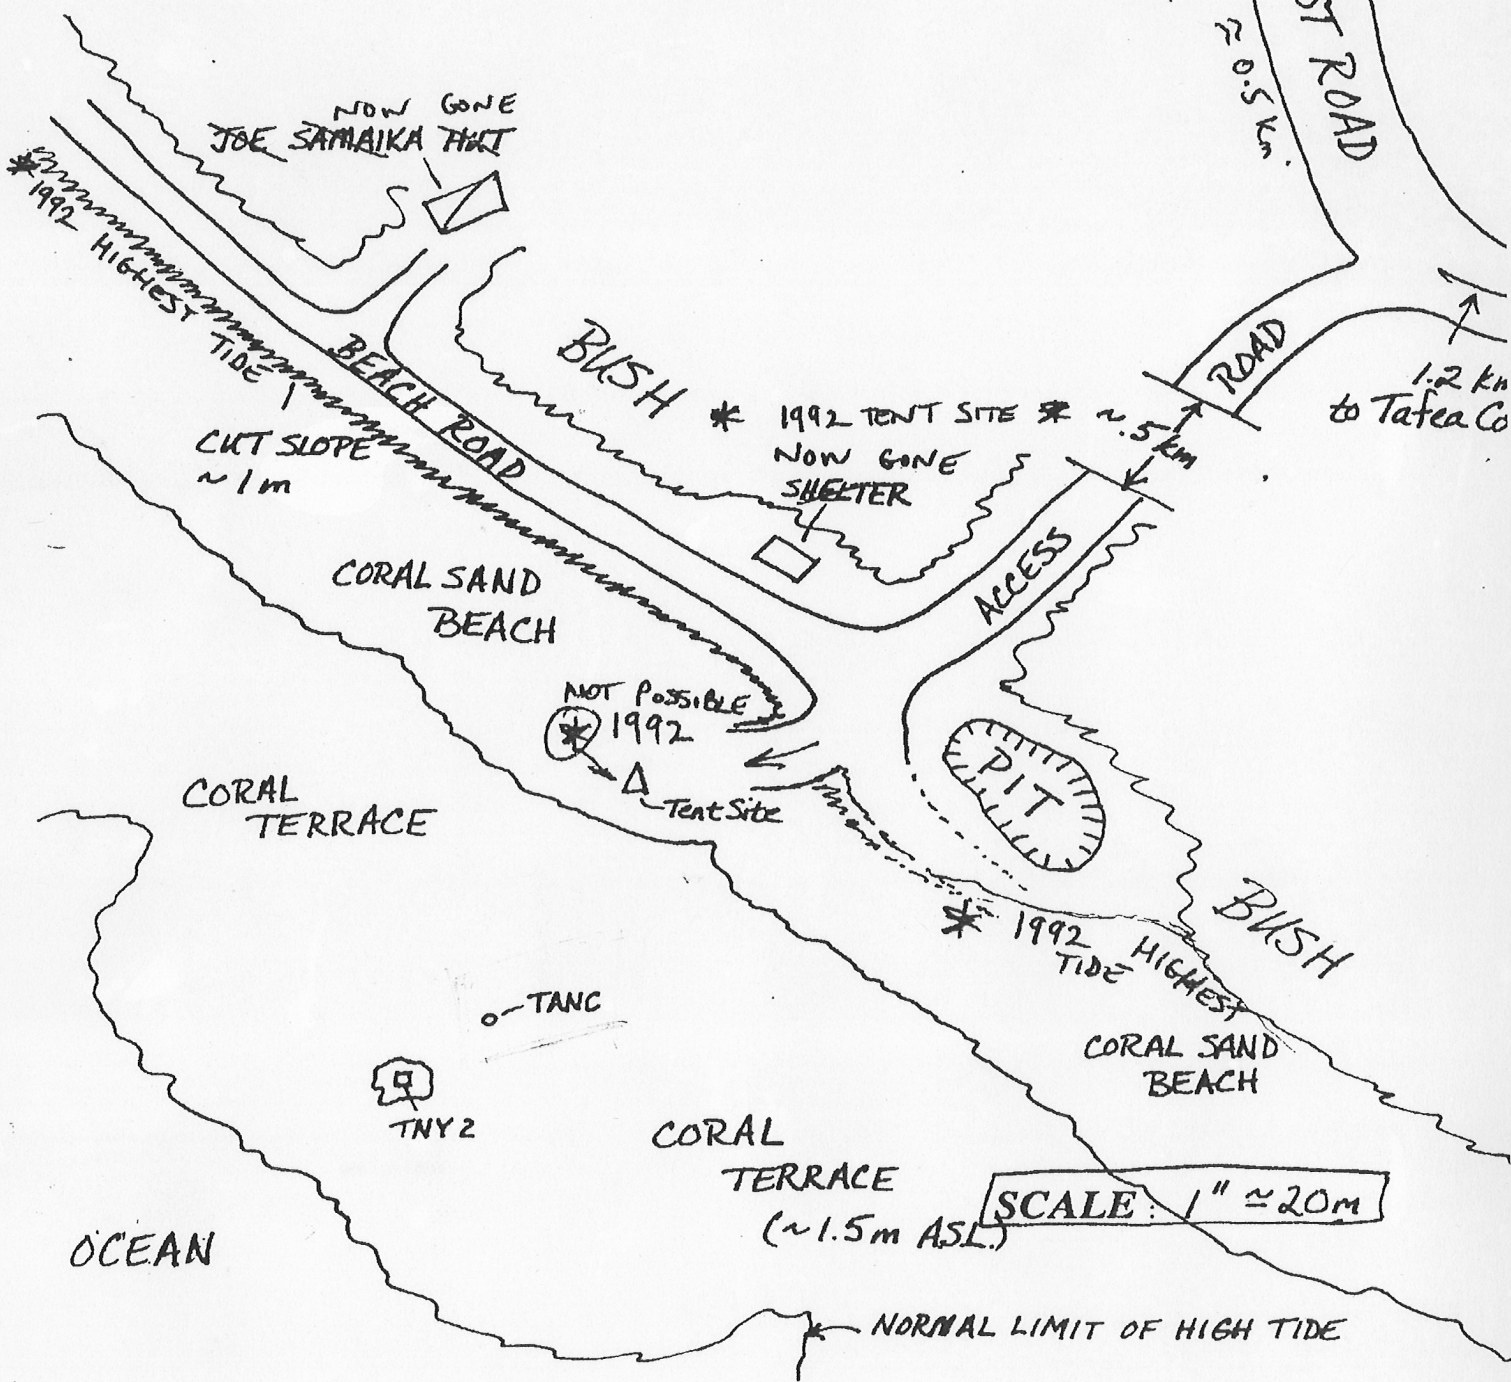 ST ROAD
≈0.5 km.
NOW GONE
JOE SAMAIKA HUT
* 1992 HIGHEST TIDE
BEACH ROAD
BUSH
ROAD
1.2 km
to Tafea Co
* 1992 TENT SITE *
NOW GONE
SHELTER
~.5 km
CUT SLOPE
~1m
ACCESS
CORAL SAND
BEACH
NOT POSSIBLE
* 1992
Tent Site
PIT
CORAL
TERRACE
BUSH
* 1992 HIGHEST
TIDE
TANC
TNY2
CORAL SAND
BEACH
CORAL
TERRACE
(~1.5m A.S.L.)
SCALE: 1" ≃ 20m
OCEAN
NORMAL LIMIT OF HIGH TIDE